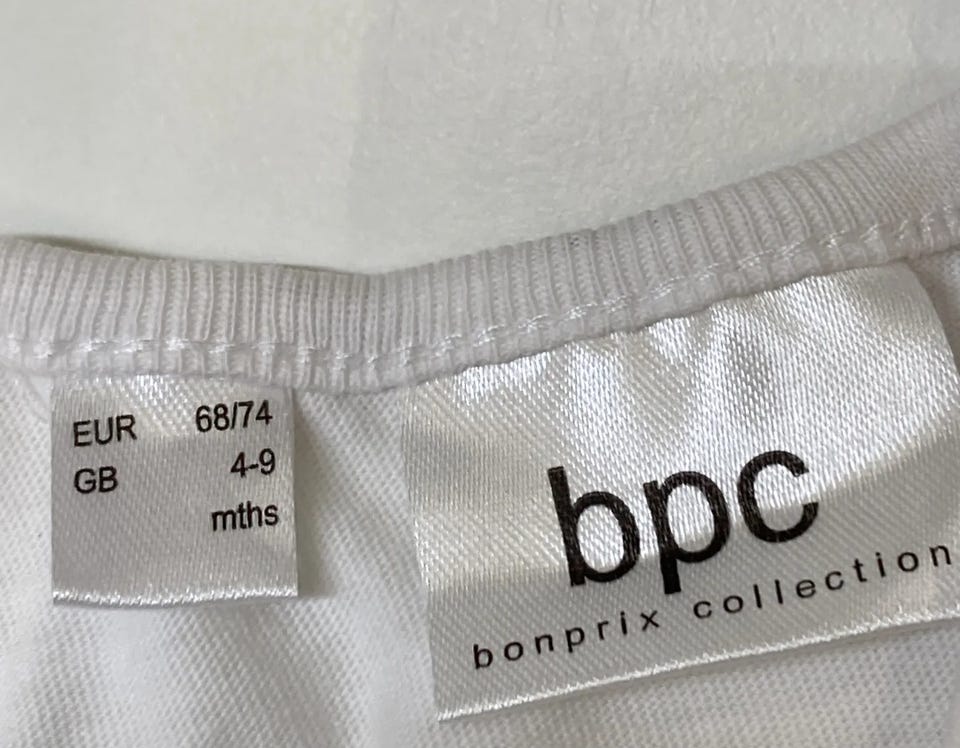 EUR 68/74
GB 4-9
mths
bpc
bonprix collection